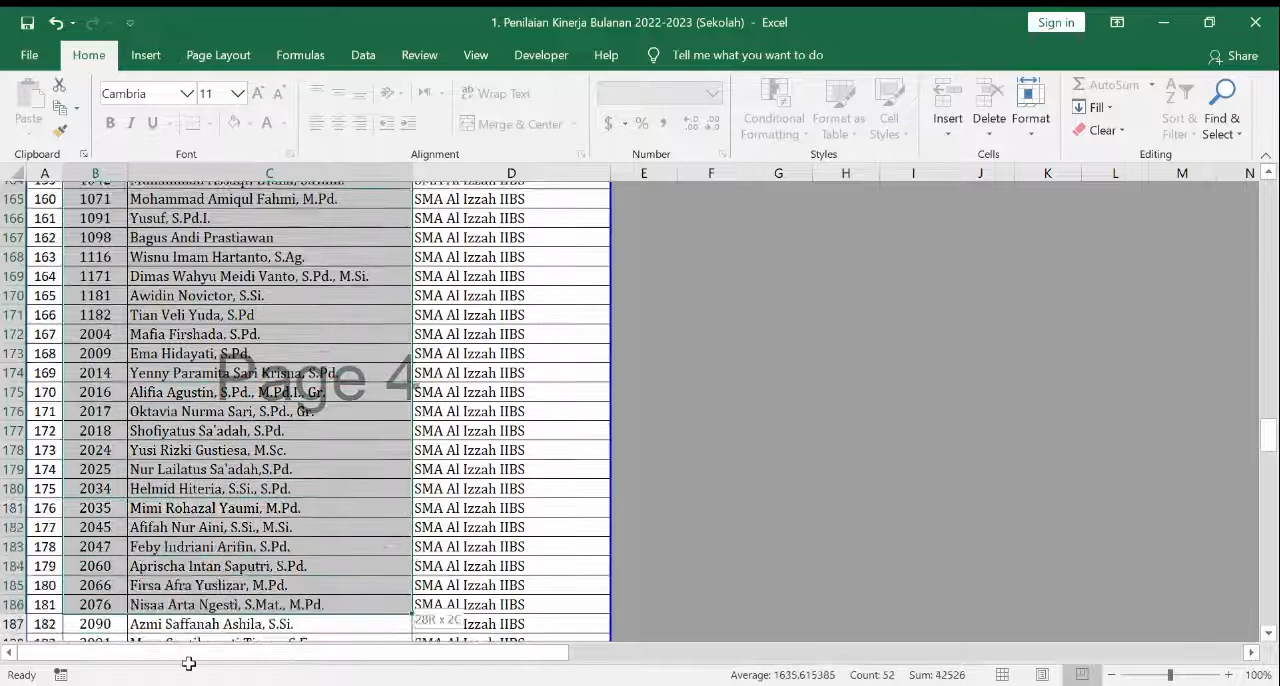 1. Penilaian Kinerja Bulanan 2022-2023 (Sekolah) - Excel
Sign in
File Home Insert Page Layout Formulas Data Review View Developer Help Tell me what you want to do Share
Paste
Cambria 11
B I U A
Wrap Text
Merge & Center
$ %
Conditional Formatting
Format as Table
Cell Styles
Insert Delete Format
AutoSum
Fill
Clear
Sort & Filter
Find & Select
Clipboard Font Alignment Number Styles Cells Editing
A B C D E F G H I J K L M N
165 160 1071 Mohammad Amiqul Fahmi, M.Pd. SMA Al Izzah IIBS
166 161 1091 Yusuf, S.Pd.I. SMA Al Izzah IIBS
167 162 1098 Bagus Andi Prastiawan SMA Al Izzah IIBS
168 163 1116 Wisnu Imam Hartanto, S.Ag. SMA Al Izzah IIBS
169 164 1171 Dimas Wahyu Meidi Vanto, S.Pd., M.Si. SMA Al Izzah IIBS
170 165 1181 Awidin Novictor, S.Si. SMA Al Izzah IIBS
171 166 1182 Tian Veli Yuda, S.Pd SMA Al Izzah IIBS
172 167 2004 Mafia Firshada, S.Pd. SMA Al Izzah IIBS
173 168 2009 Ema Hidayati, S.Pd. SMA Al Izzah IIBS
174 169 2014 Yenny Paramita Sari Krisna, S.Pd. SMA Al Izzah IIBS
Page 4
175 170 2016 Alifia Agustin, S.Pd., M.Pd.I., Gr. SMA Al Izzah IIBS
176 171 2017 Oktavia Nurma Sari, S.Pd., Gr. SMA Al Izzah IIBS
177 172 2018 Shofiyatus Sa'adah, S.Pd. SMA Al Izzah IIBS
178 173 2024 Yusi Rizki Gustiesa, M.Sc. SMA Al Izzah IIBS
179 174 2025 Nur Lailatus Sa'adah,S.Pd. SMA Al Izzah IIBS
180 175 2034 Helmid Hiteria, S.Si., S.Pd. SMA Al Izzah IIBS
181 176 2035 Mimi Rohazal Yaumi, M.Pd. SMA Al Izzah IIBS
182 177 2045 Afifah Nur Aini, S.Si., M.Si. SMA Al Izzah IIBS
183 178 2047 Feby Indriani Arifin, S.Pd. SMA Al Izzah IIBS
184 179 2060 Aprischa Intan Saputri, S.Pd. SMA Al Izzah IIBS
185 180 2066 Firsa Afra Yuslizar, M.Pd. SMA Al Izzah IIBS
186 181 2076 Nisaa Arta Ngesti, S.Mat., M.Pd. SMA Al Izzah IIBS
187 182 2090 Azmi Saffanah Ashila, S.Si. 28R x 2C Izzah IIBS
Ready Average: 1635.615385 Count: 52 Sum: 42526 100%